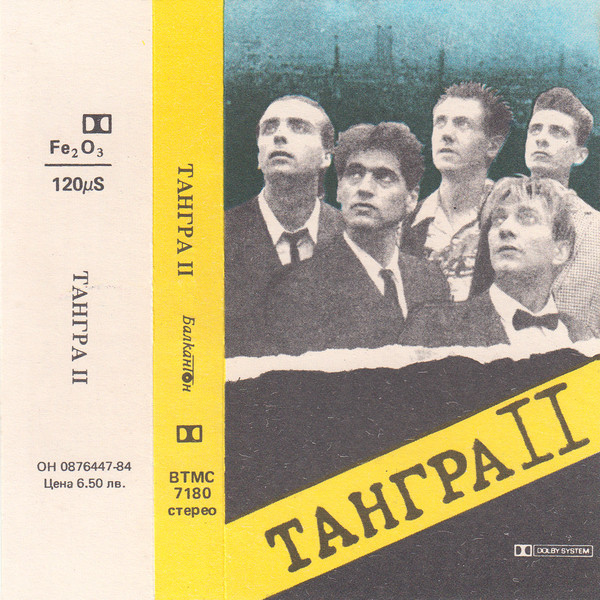 Fe₂O₃
120µS
ТАНГРА II
ОН 0876447-84
Цена 6.50 лв.
ТАНГРА II
Балкантон
ВТМС
7180
стерео
ТАНГРА II
DOLBY SYSTEM